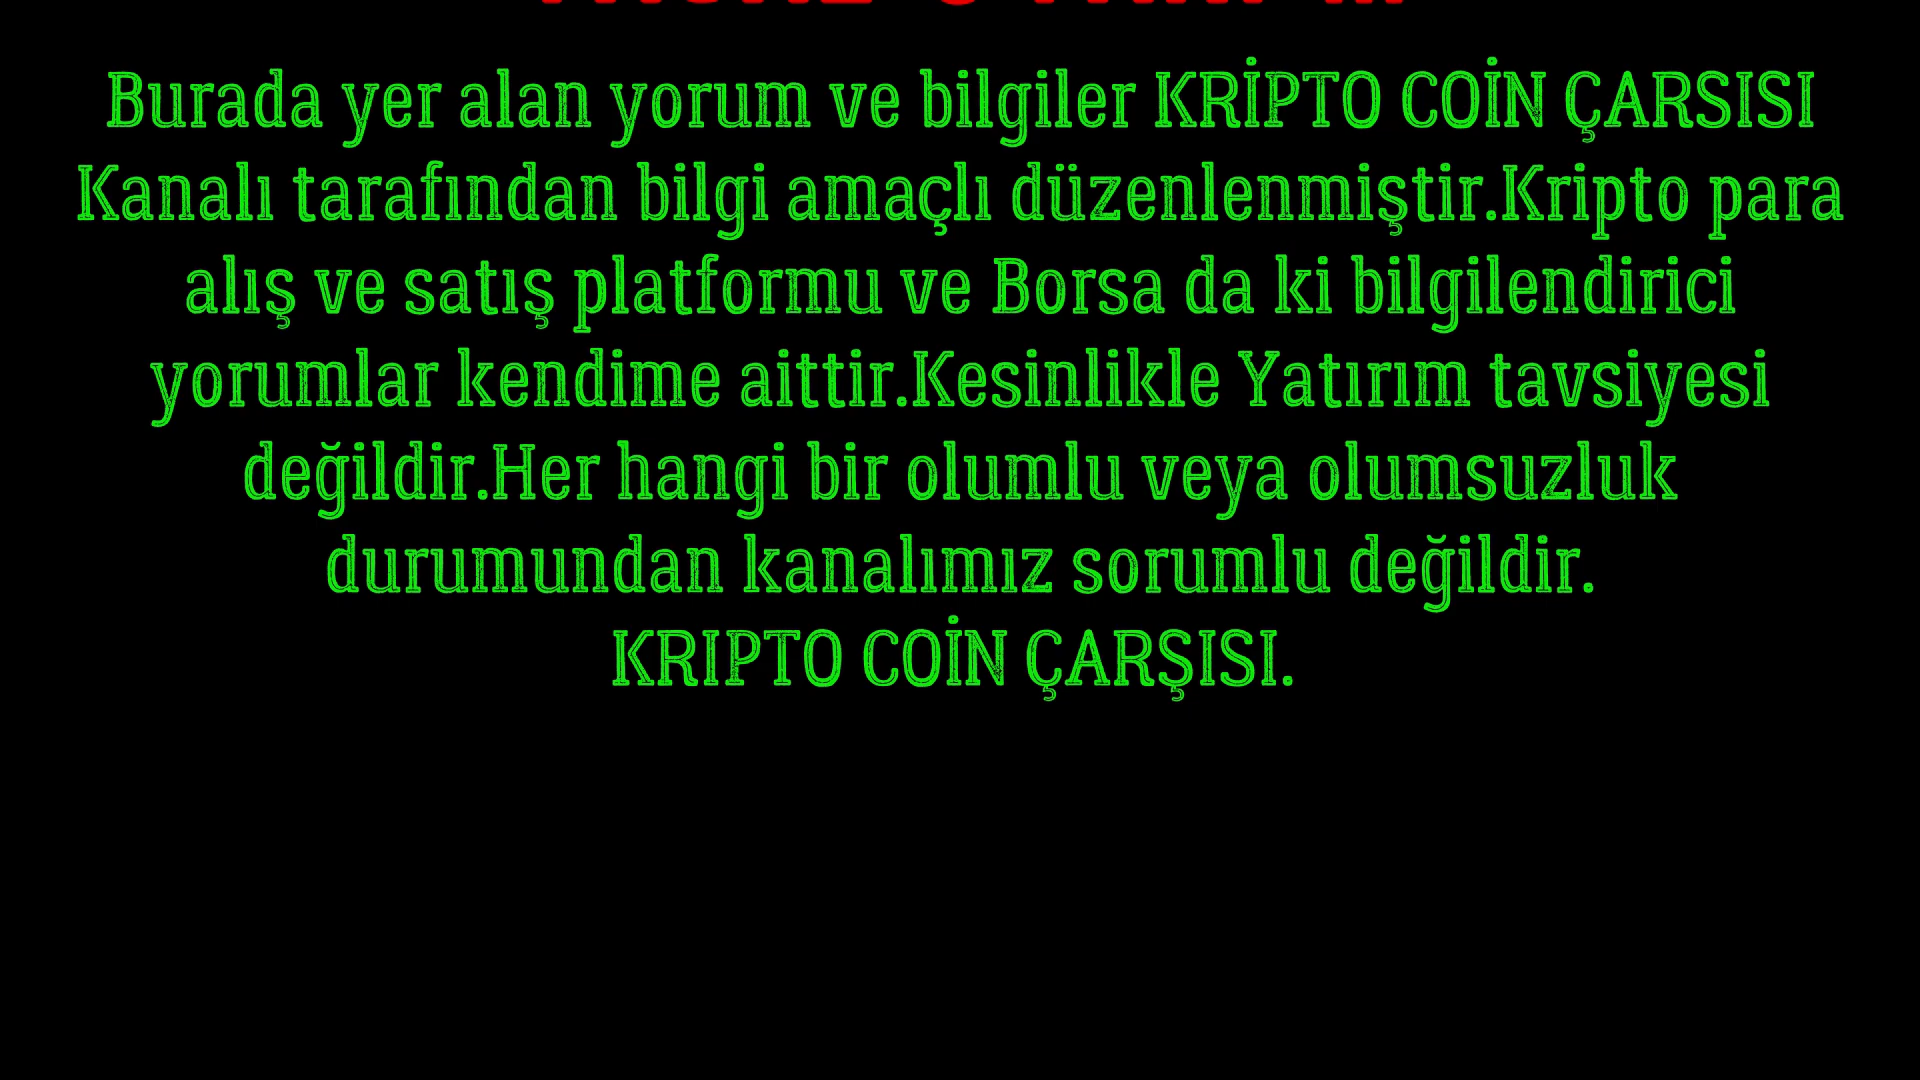 Burada yer alan yorum ve bilgiler KRİPTO COİN ÇARSISI
Kanalı tarafından bilgi amaçlı düzenlenmiştir.Kripto para
alış ve satış platformu ve Borsa da ki bilgilendirici
yorumlar kendime aittir.Kesinlikle Yatırım tavsiyesi
değildir.Her hangi bir olumlu veya olumsuzluk
durumundan kanalımız sorumlu değildir.
KRIPTO COİN ÇARŞISI.